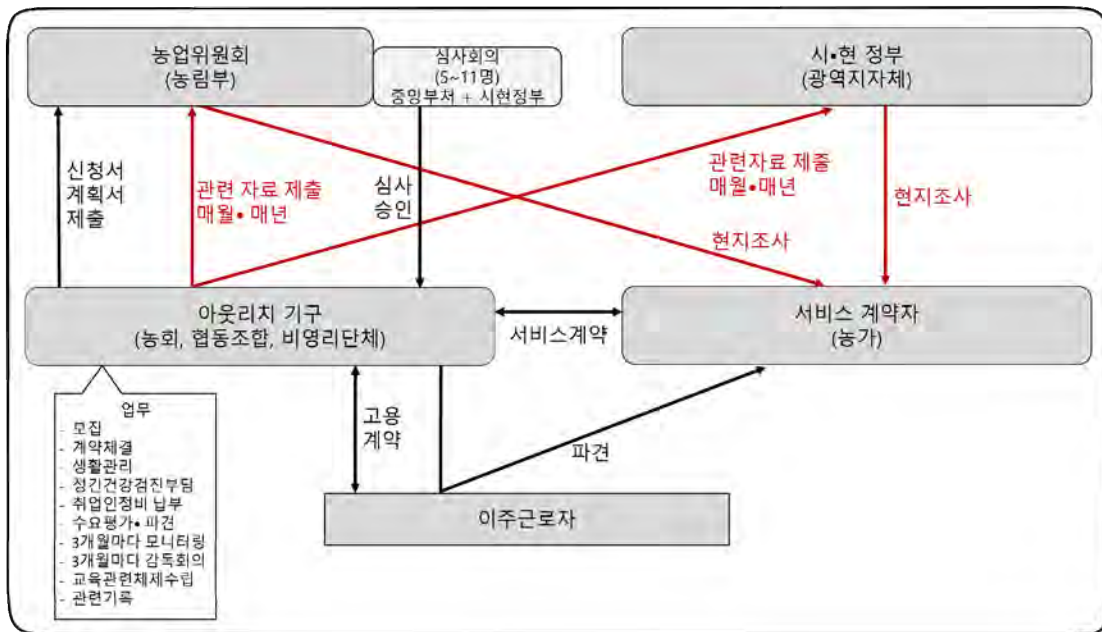 농업위원회
(농림부)
심사회의
(5~11명)
중앙부처 + 시현정부
시•현 정부
(광역지자체)
신청서
계획서
제출
관련 자료 제출
매월• 매년
심사
승인
관련자료 제출
매월•매년
현지조사
현지조사
아웃리치 기구
(농회, 협동조합, 비영리단체)
서비스계약
서비스 계약자
(농가)
업무
- 모집
- 계약체결
- 생활관리
- 정긴건강검진부담
- 취업인정비 납부
- 수요평가• 파견
- 3개월마다 모니터링
- 3개월마다 감독회의
- 교육관련체제수립
- 관련기록
고용
계약
파견
이주근로자